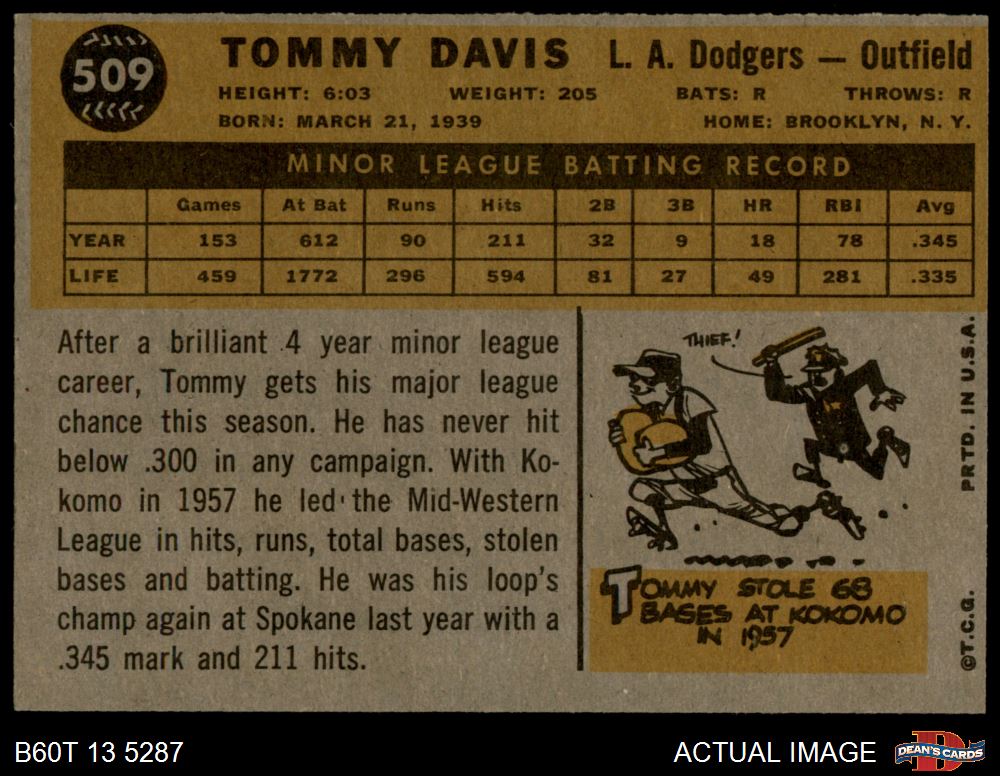 509
TOMMY DAVIS L. A. Dodgers — Outfield
HEIGHT: 6:03 WEIGHT: 205 BATS: R THROWS: R
BORN: MARCH 21, 1939 HOME: BROOKLYN, N. Y.
MINOR LEAGUE BATTING RECORD
Games At Bat Runs Hits 2B 3B HR RBI Avg
YEAR 153 612 90 211 32 9 18 78 .345
LIFE 459 1772 296 594 81 27 49 281 .335
After a brilliant 4 year minor league
career, Tommy gets his major league
chance this season. He has never hit
below .300 in any campaign. With Ko-
komo in 1957 he led the Mid-Western
League in hits, runs, total bases, stolen
bases and batting. He was his loop's
champ again at Spokane last year with a
.345 mark and 211 hits.
THIEF!
TOMMY STOLE 68
BASES AT KOKOMO
IN 1957
PRTD. IN U.S.A.
©T.C.G.
B60T 13 5287
ACTUAL IMAGE
DEAN'S CARDS